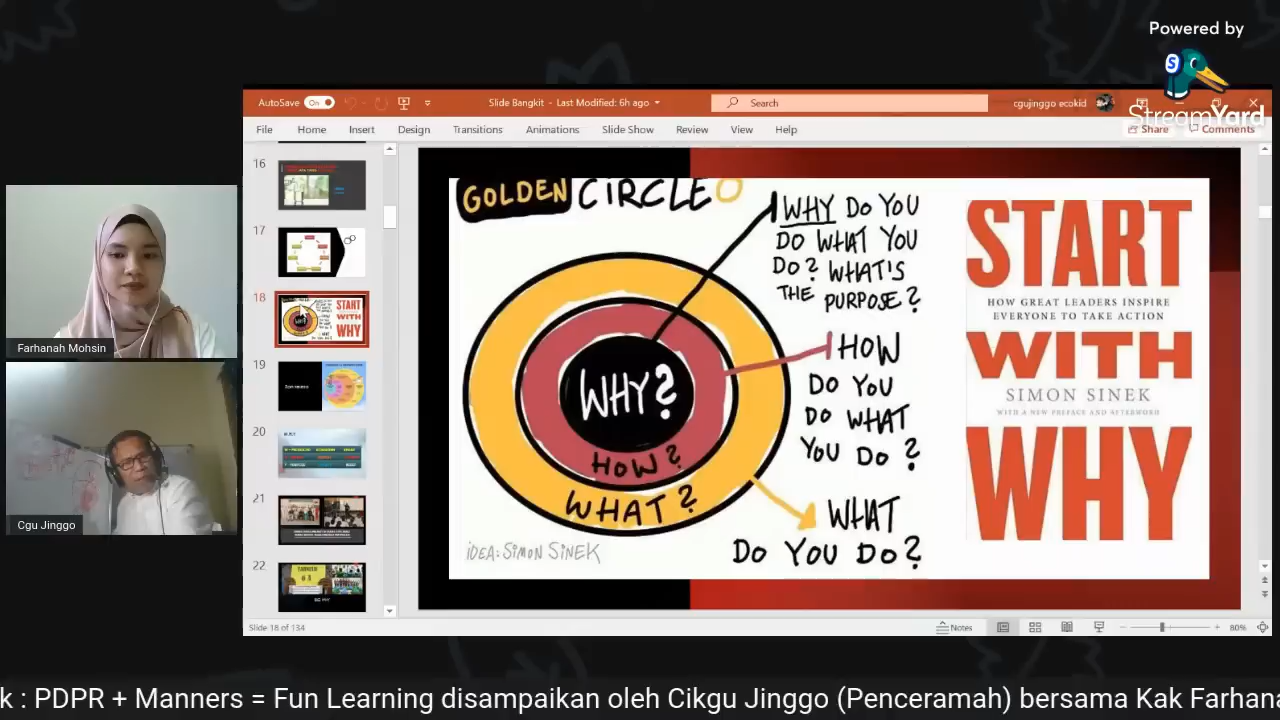 Powered by
StreamYard
AutoSave On
Slide Bangkit - Last Modified: 6h ago
Search
cgujinggo ecokid
File Home Insert Design Transitions Animations Slide Show Review View Help
Share Comments
16
17
18
19
20
21
22
START
WITH
WHY
GOLDEN CIRCLE
WHY DO YOU
DO WHAT YOU
DO? WHAT'S
THE PURPOSE?
HOW
DO YOU
DO WHAT
YOU DO?
WHAT
DO YOU DO?
WHY?
HOW?
WHAT?
IDEA: SIMON SINEK
START
HOW GREAT LEADERS INSPIRE
EVERYONE TO TAKE ACTION
WITH
SIMON SINEK
WITH A NEW PREFACE AND AFTERWORD
WHY
Farhanah Mohsin
Cgu Jinggo
Slide 18 of 134
Notes
80%
k : PDPR + Manners = Fun Learning disampaikan oleh Cikgu Jinggo (Penceramah) bersama Kak Farhana